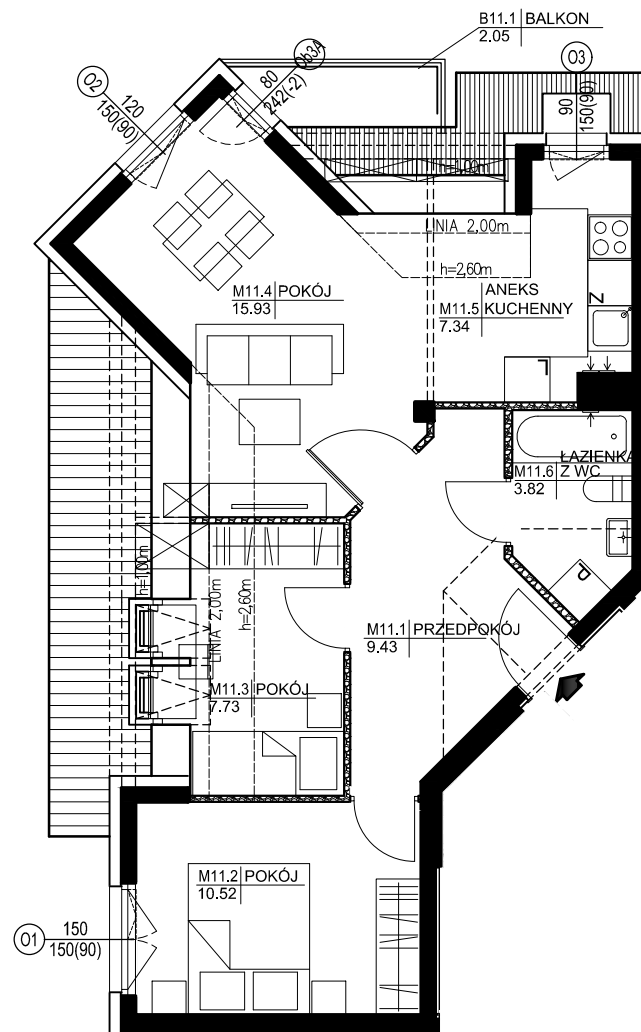 B11.1 BALKON
2.05
O2
120
150(90)
80
242(-2)
Ob3A
O3
90
150(90)
h=1,00m
LINIA 2,00m
h=2,60m
M11.4 POKÓJ
15.93
ANEKS
M11.5 KUCHENNY
7.34
Z
L
ŁAZIENKA
M11.6 Z WC
3.82
P
h=1,00m
LINIA 2,00m
h=2,60m
M11.1 PRZEDPOKÓJ
9.43
M11.3 POKÓJ
7.73
M11.2 POKÓJ
10.52
O1
150
150(90)